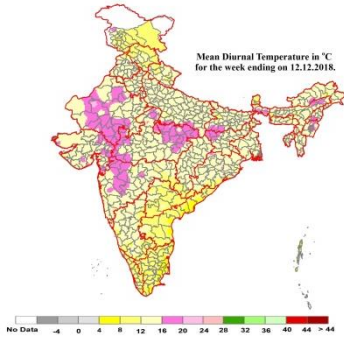 Mean Diurnal Temperature in °C
for the week ending on 12.12.2018.
No Data -4 0 4 8 12 16 20 24 28 32 36 40 44 > 44